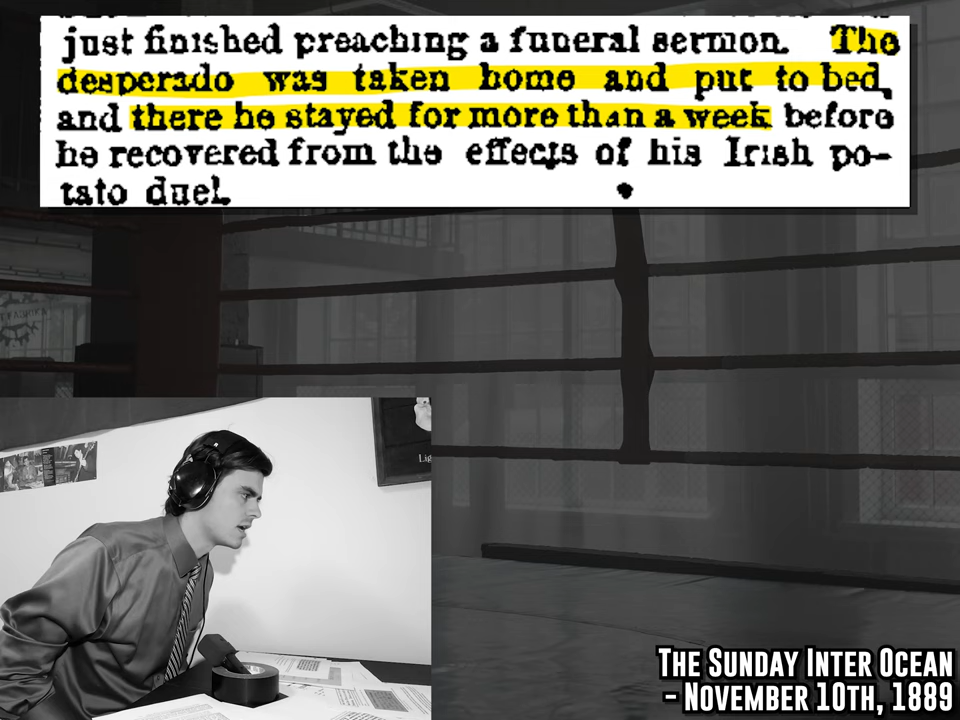 just finished preaching a funeral sermon. The
desperado was taken home and put to bed,
and there he stayed for more than a week before
he recovered from the effects of his Irish po-
tato duel.
Lig
THE SUNDAY INTER OCEAN
- NOVEMBER 10TH, 1889